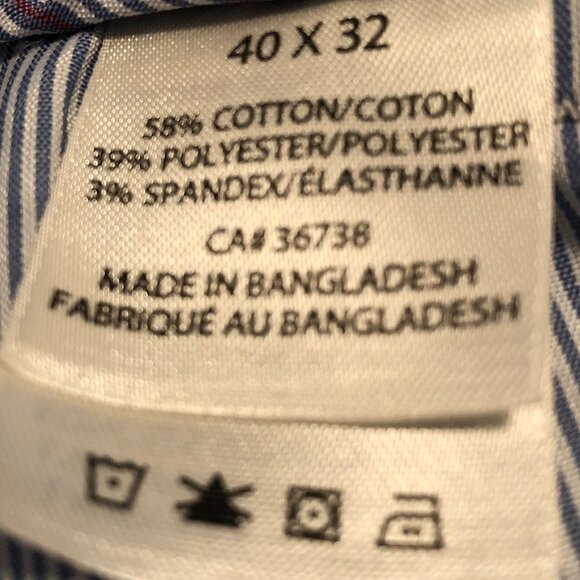 40 X 32
58% COTTON/COTON
39% POLYESTER/POLYESTER
3% SPANDEX/ÉLASTHANNE
CA# 36738
MADE IN BANGLADESH
FABRIQUÉ AU BANGLADESH